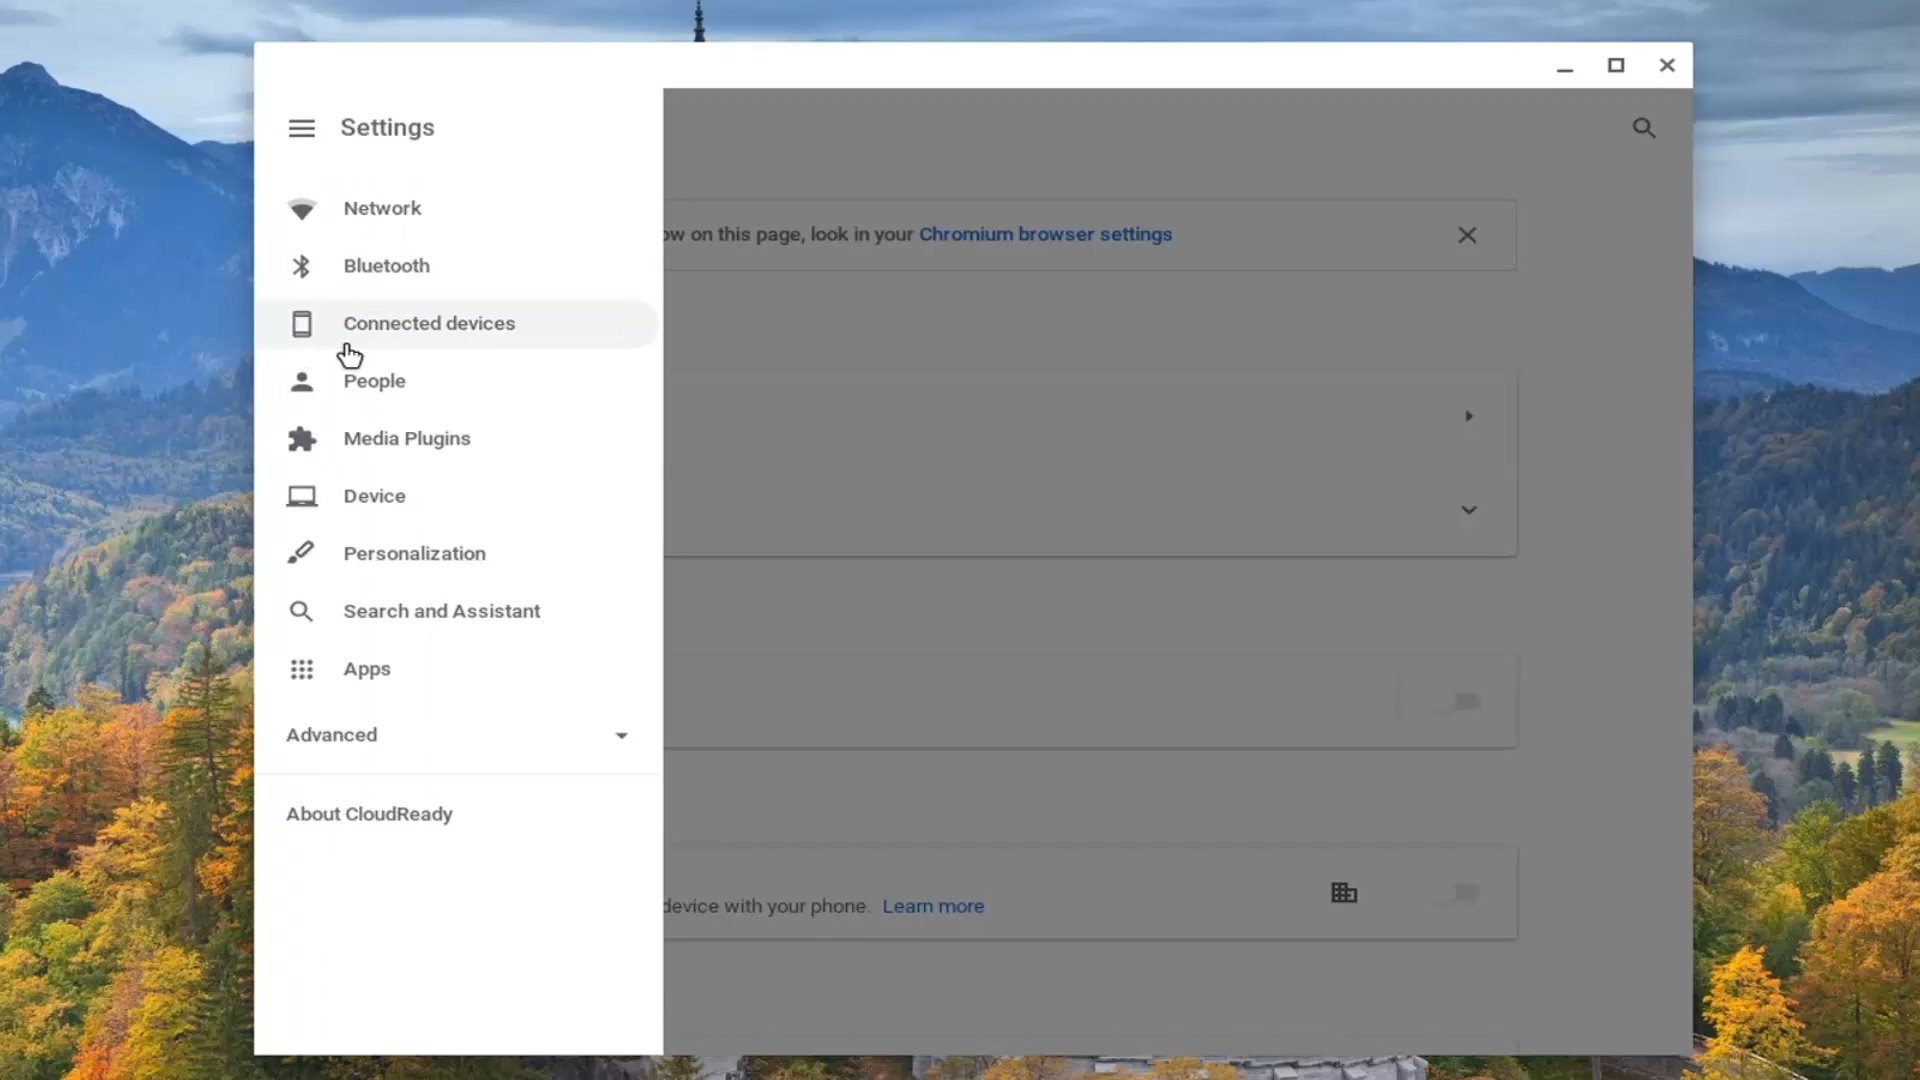 Settings
Network
ow on this page, look in your Chromium browser settings
Bluetooth
Connected devices
People
Media Plugins
Device
Personalization
Search and Assistant
Apps
Advanced
About CloudReady
device with your phone. Learn more